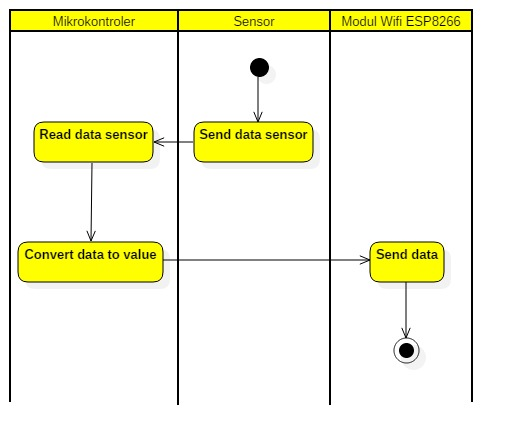 Mikrokontroler
Sensor
Modul Wifi ESP8266
Read data sensor
Send data sensor
Convert data to value
Send data